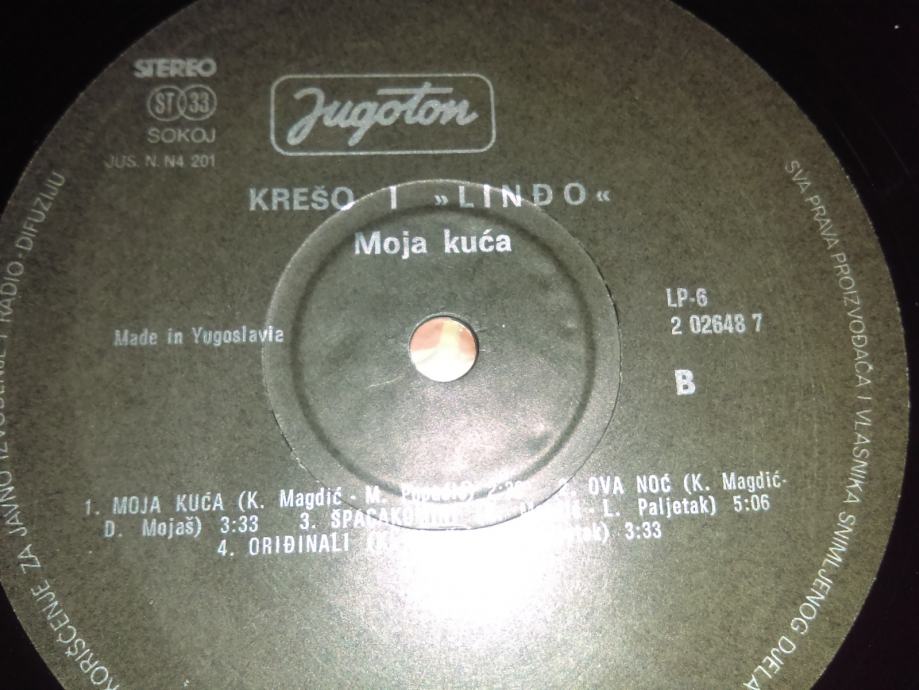 STEREO
ST 33
SOKOJ
JUS. N. N4 201
Jugoton
KREŠO I »LINĐO«
Moja kuća
Made in Yugoslavia
LP-6
2 02648 7
B
1. MOJA KUĆA (K. Magdić - M. OVA NOĆ (K. Magdić-
D. Mojaš) 3:33 3. L. Paljetak) 5:06
4. ORIĐINALI 3:33
KORIŠĆENJE ZA JAVNO IZVOĐENJE I RADIO-DIFUZIJU
SVA PRAVA PROIZVOĐAČA I VLASNIKA SNIMLJENOG DJELA